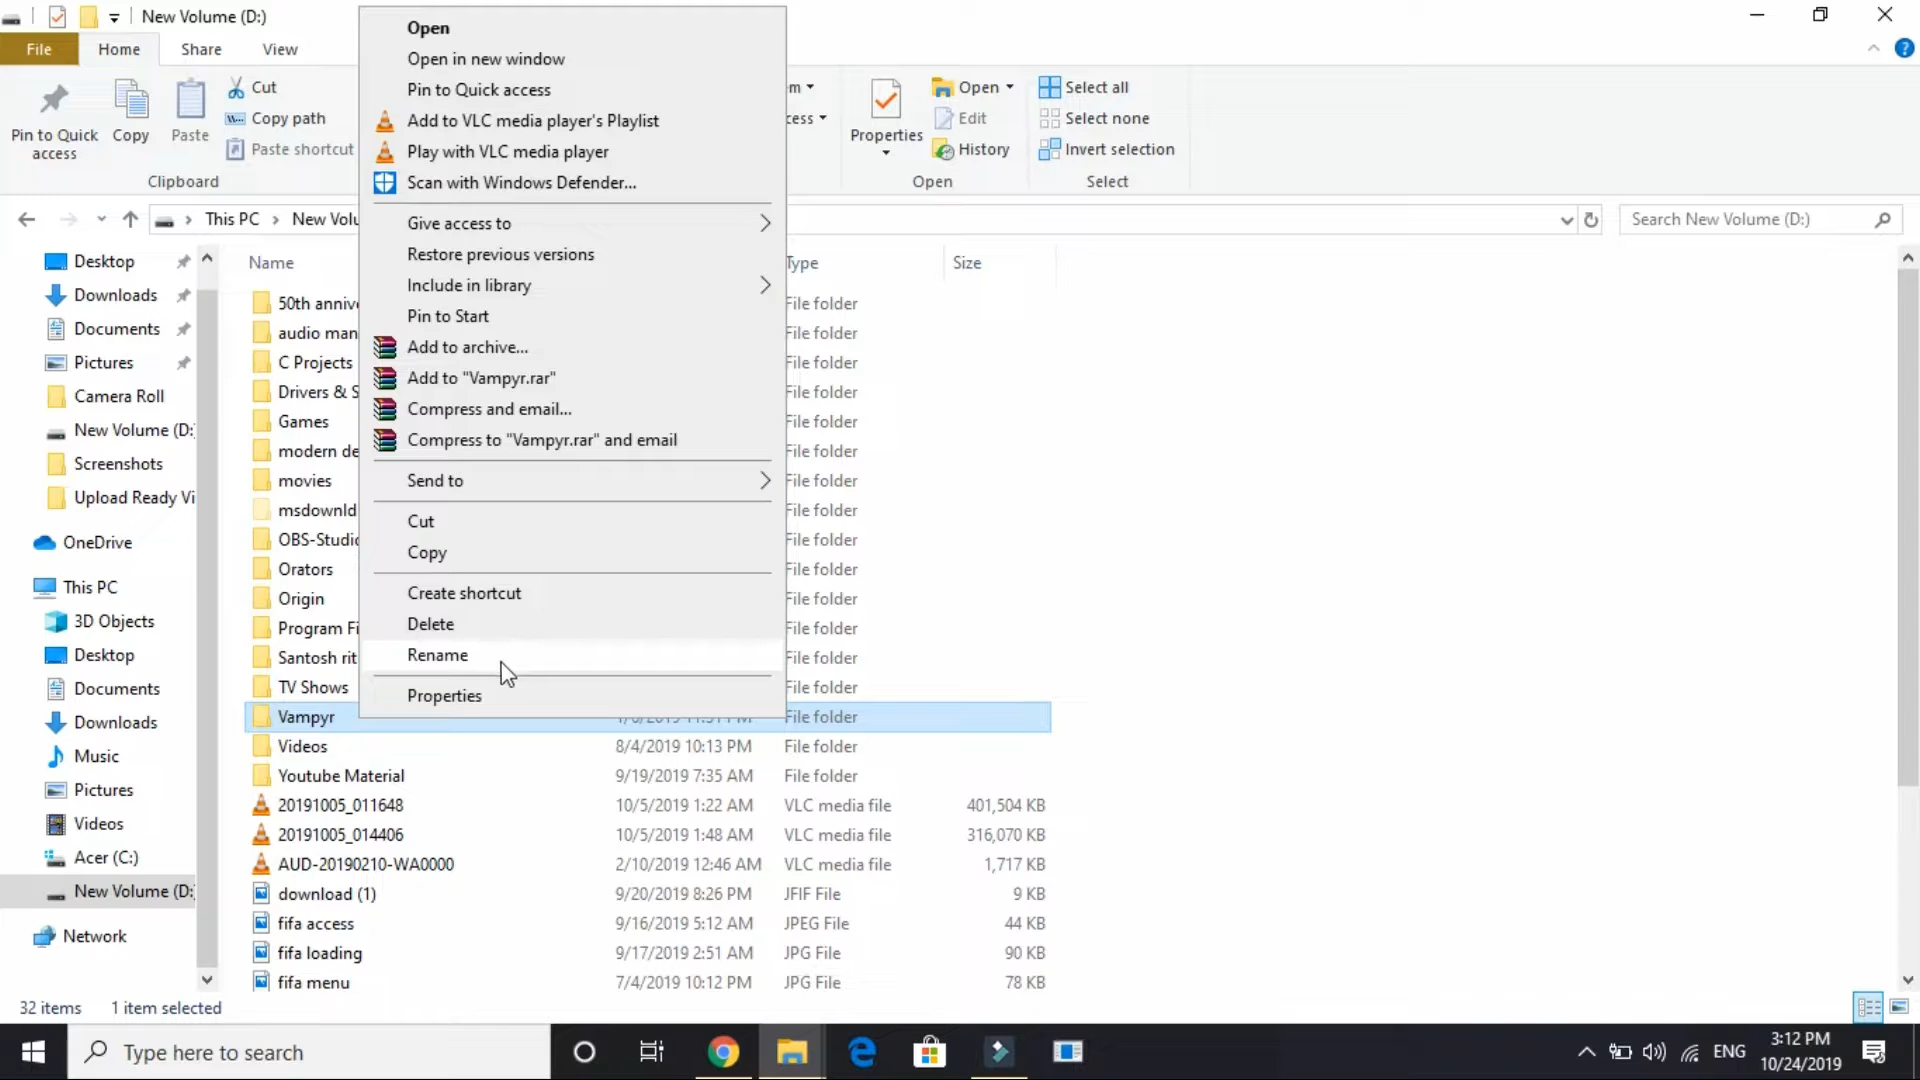 New Volume (D:)
File Home Share View
Pin to Quick access
Copy
Paste
Cut
Copy path
Paste shortcut
Clipboard
Properties
Open
Edit
History
Open
Select all
Select none
Invert selection
Select
This PC New Volu
Search New Volume (D:)
Open
Open in new window
Pin to Quick access
Add to VLC media player's Playlist
Play with VLC media player
Scan with Windows Defender...
Give access to
Restore previous versions
Include in library
Pin to Start
Add to archive...
Add to "Vampyr.rar"
Compress and email...
Compress to "Vampyr.rar" and email
Send to
Cut
Copy
Create shortcut
Delete
Rename
Properties
Desktop
Downloads
Documents
Pictures
Camera Roll
New Volume (D:
Screenshots
Upload Ready Vi
OneDrive
This PC
3D Objects
Desktop
Documents
Downloads
Music
Pictures
Videos
Acer (C:)
New Volume (D:
Network
Name Type Size
50th annive File folder
audio man File folder
C Projects File folder
Drivers & S File folder
Games File folder
modern de File folder
movies File folder
msdownld File folder
OBS-Studio File folder
Orators File folder
Origin File folder
Program Fi File folder
Santosh rit File folder
TV Shows File folder
Vampyr File folder
Videos 8/4/2019 10:13 PM File folder
Youtube Material 9/19/2019 7:35 AM File folder
20191005_011648 10/5/2019 1:22 AM VLC media file 401,504 KB
20191005_014406 10/5/2019 1:48 AM VLC media file 316,070 KB
AUD-20190210-WA0000 2/10/2019 12:46 AM VLC media file 1,717 KB
download (1) 9/20/2019 8:26 PM JFIF File 9 KB
fifa access 9/16/2019 5:12 AM JPEG File 44 KB
fifa loading 9/17/2019 2:51 AM JPG File 90 KB
fifa menu 7/4/2019 10:12 PM JPG File 78 KB
32 items 1 item selected
Type here to search
ENG
3:12 PM
10/24/2019